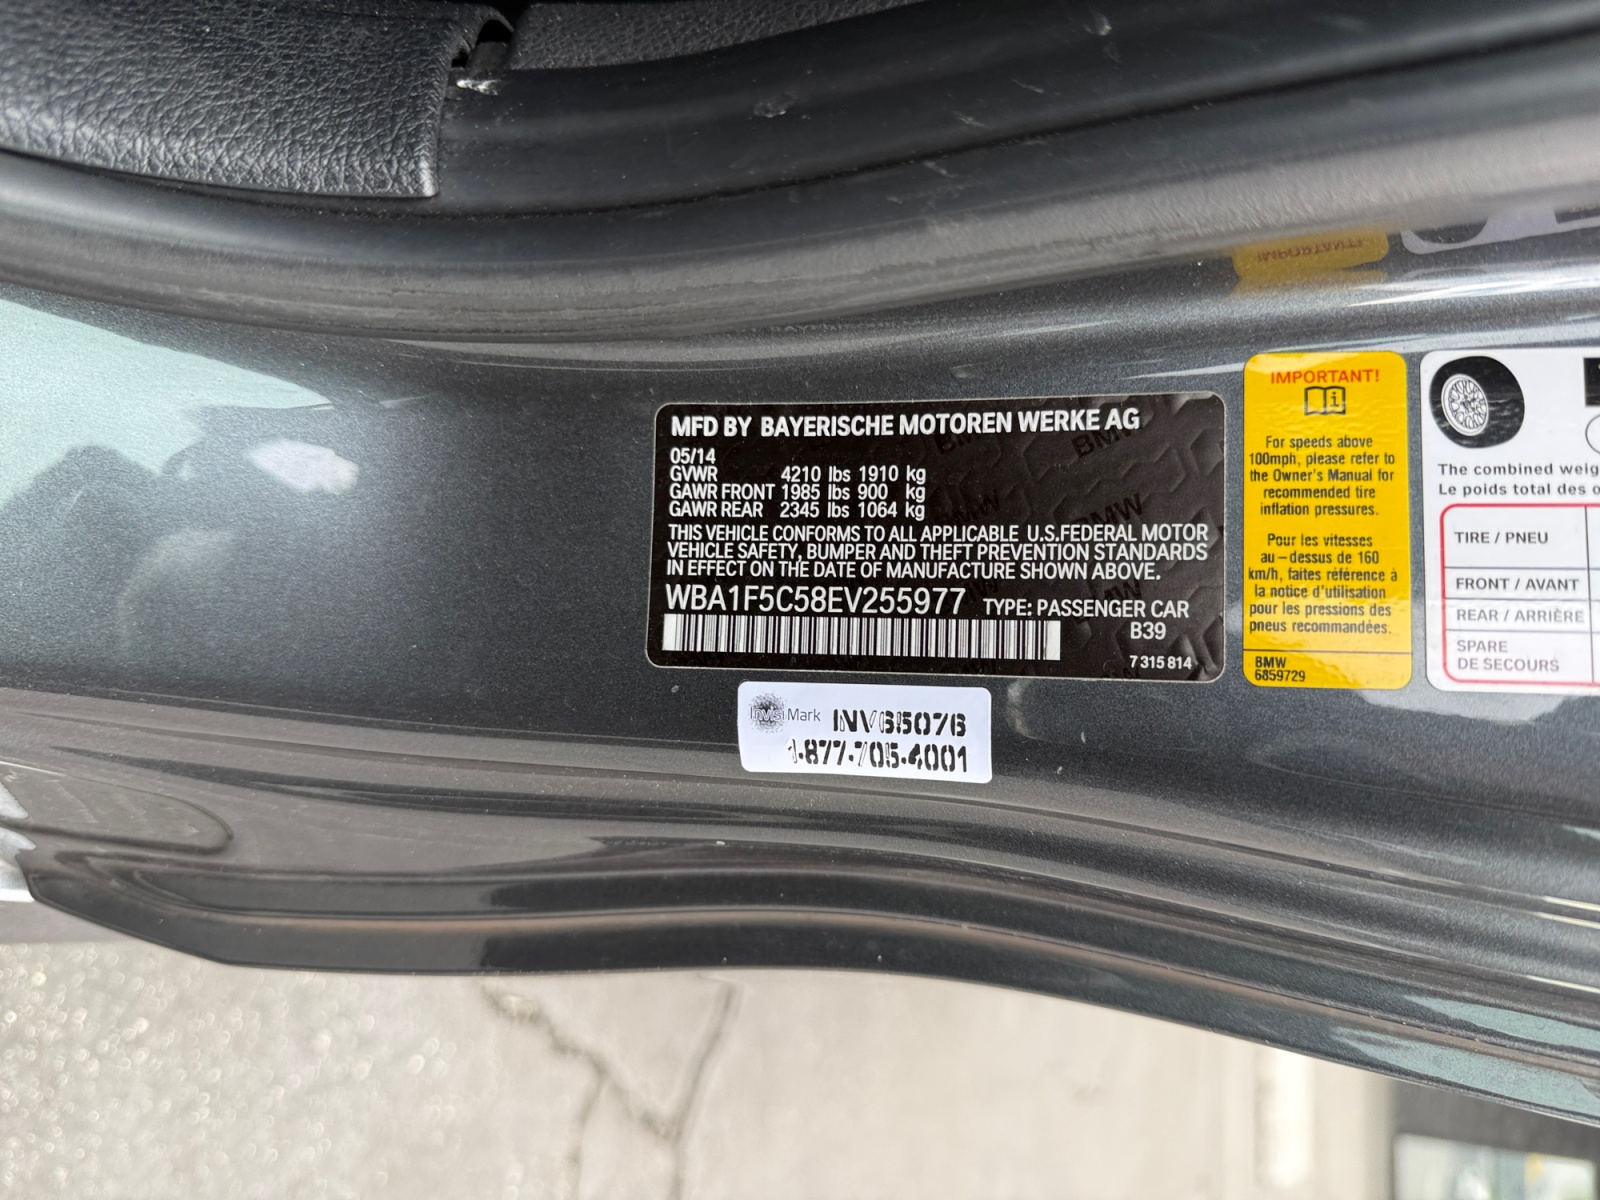 MFD BY BAYERISCHE MOTOREN WERKE AG
05/14
GVWR 4210 lbs 1910 kg
GAWR FRONT 1985 lbs 900 kg
GAWR REAR 2345 lbs 1064 kg
THIS VEHICLE CONFORMS TO ALL APPLICABLE U.S.FEDERAL MOTOR
VEHICLE SAFETY, BUMPER AND THEFT PREVENTION STANDARDS
IN EFFECT ON THE DATE OF MANUFACTURE SHOWN ABOVE.
WBA1F5C58EV255977 TYPE: PASSENGER CAR
B39
7 315 814
InvisiMark INV65076
1-877-705-4001
IMPORTANT!
For speeds above
100mph, please refer to
the Owner's Manual for
recommended tire
inflation pressures.
Pour les vitesses
au-dessus de 160
km/h, faites référence à
la notice d'utilisation
pour les pressions des
pneus recommandées.
BMW
6859729
The combined weig
Le poids total des o
TIRE / PNEU
FRONT / AVANT
REAR / ARRIÈRE
SPARE
DE SECOURS